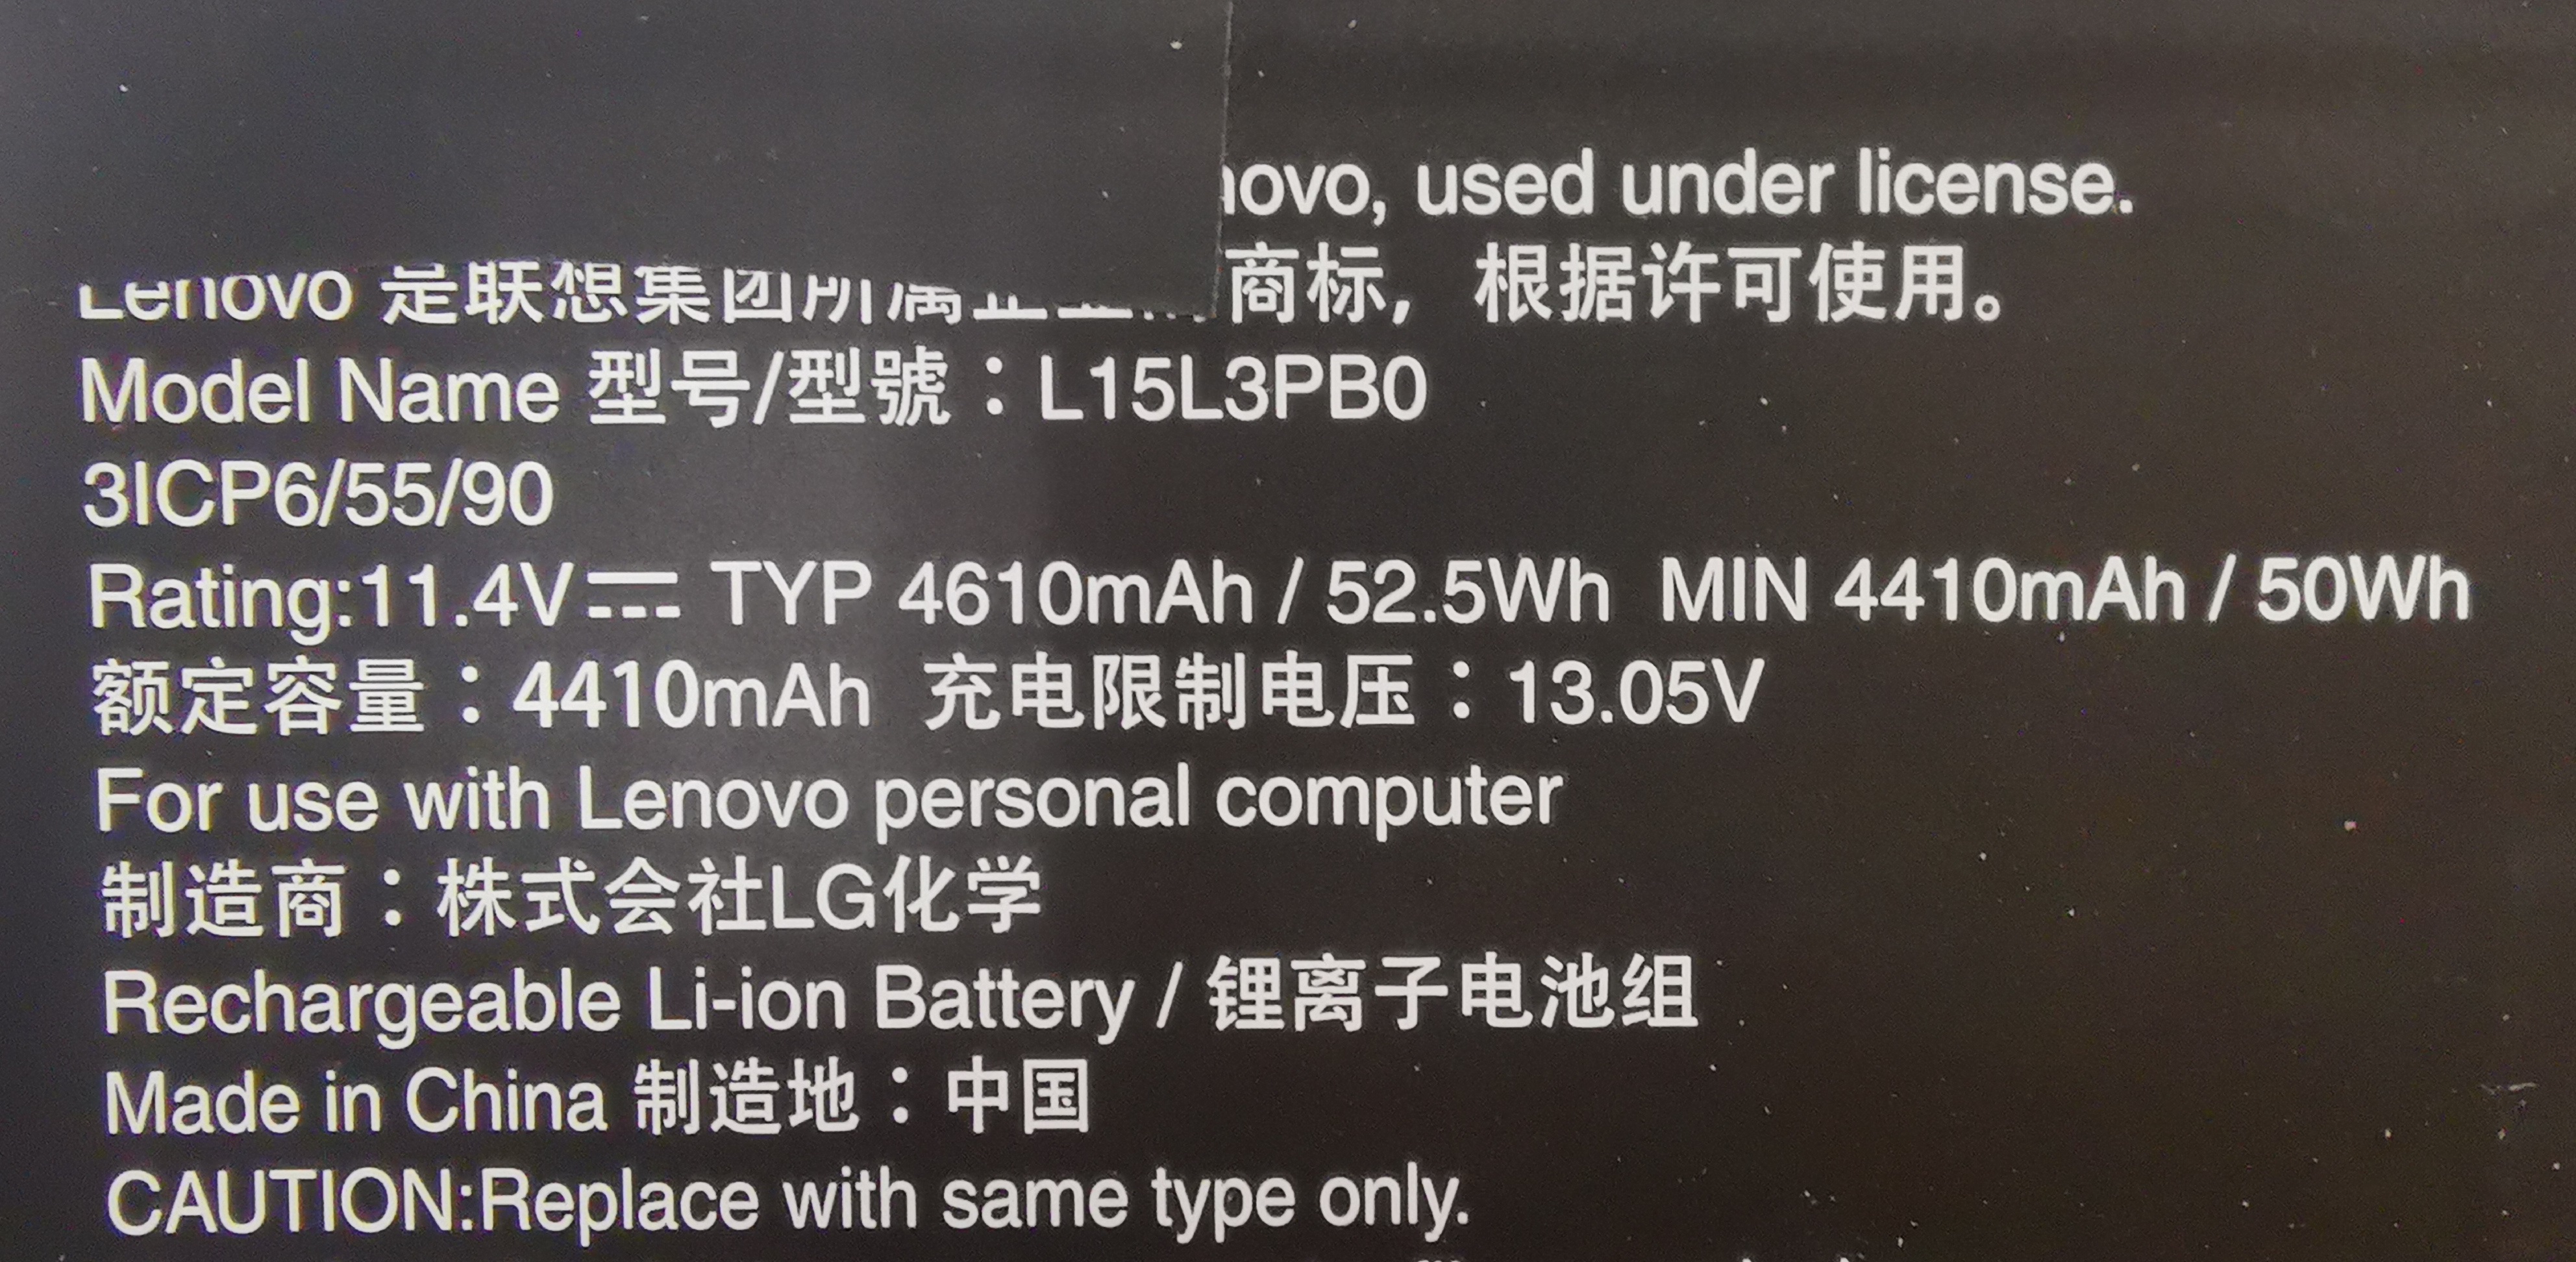 novo, used under license.
Lenovo 是联想集团所属企业的商标，根据许可使用。
Model Name 型号/型號：L15L3PB0
3ICP6/55/90
Rating:11.4V⎓ TYP 4610mAh / 52.5Wh MIN 4410mAh / 50Wh
额定容量：4410mAh 充电限制电压：13.05V
For use with Lenovo personal computer
制造商：株式会社LG化学
Rechargeable Li-ion Battery / 锂离子电池组
Made in China 制造地：中国
CAUTION:Replace with same type only.